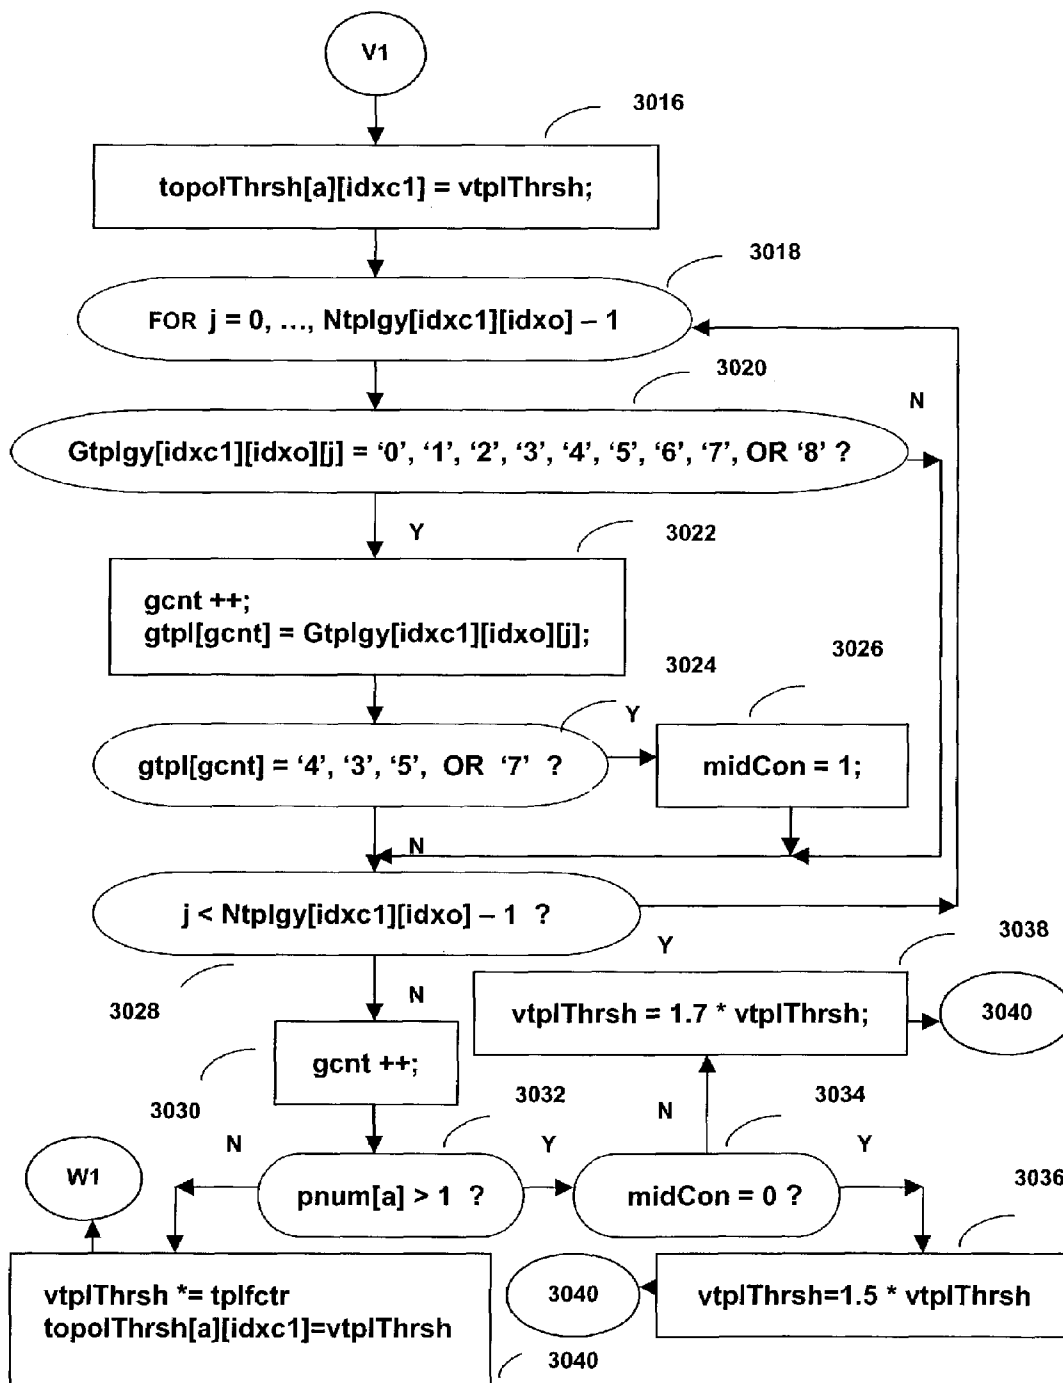 V1
3016
topolThrsh[a][idxc1] = vtplThrsh;
3018
FOR j = 0, ..., Ntplgy[idxc1][idxo] – 1
3020
N
Gtplgy[idxc1][idxo][j] = ‘0’, ‘1’, ‘2’, ‘3’, ‘4’, ‘5’, ‘6’, ‘7’, OR ‘8’ ?
Y
3022
gcnt ++;
gtpl[gcnt] = Gtplgy[idxc1][idxo][j];
3024
3026
Y
gtpl[gcnt] = ‘4’, ‘3’, ‘5’, OR ‘7’ ?
midCon = 1;
N
j < Ntplgy[idxc1][idxo] – 1 ?
Y
3038
3028
N
vtplThrsh = 1.7 * vtplThrsh;
3040
gcnt ++;
3030
3032
N
3034
N
Y
Y
W1
pnum[a] > 1 ?
midCon = 0 ?
3036
vtplThrsh *= tplfctr
topolThrsh[a][idxc1]=vtplThrsh
3040
vtplThrsh=1.5 * vtplThrsh
3040